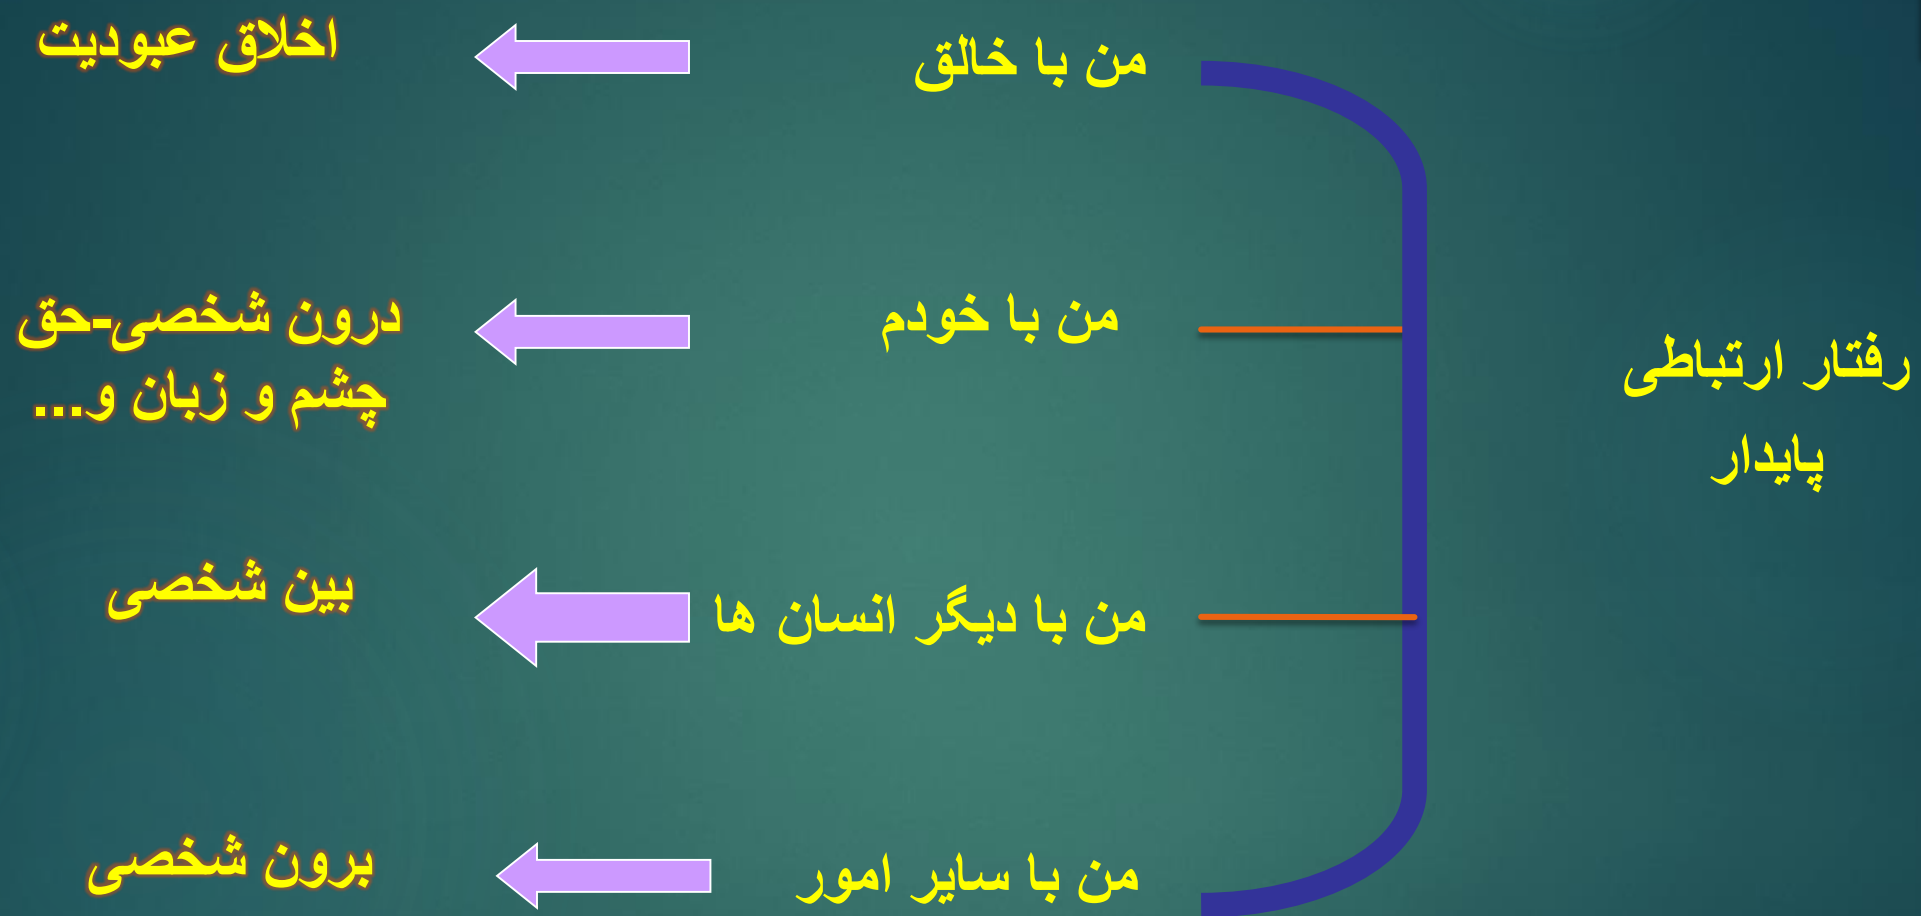 رفتار ارتباطی
پایدار
من با خالق
اخلاق عبودیت
من با خودم
درون شخصی-حق
چشم و زبان و...
من با دیگر انسان ها
بین شخصی
من با سایر امور
برون شخصی